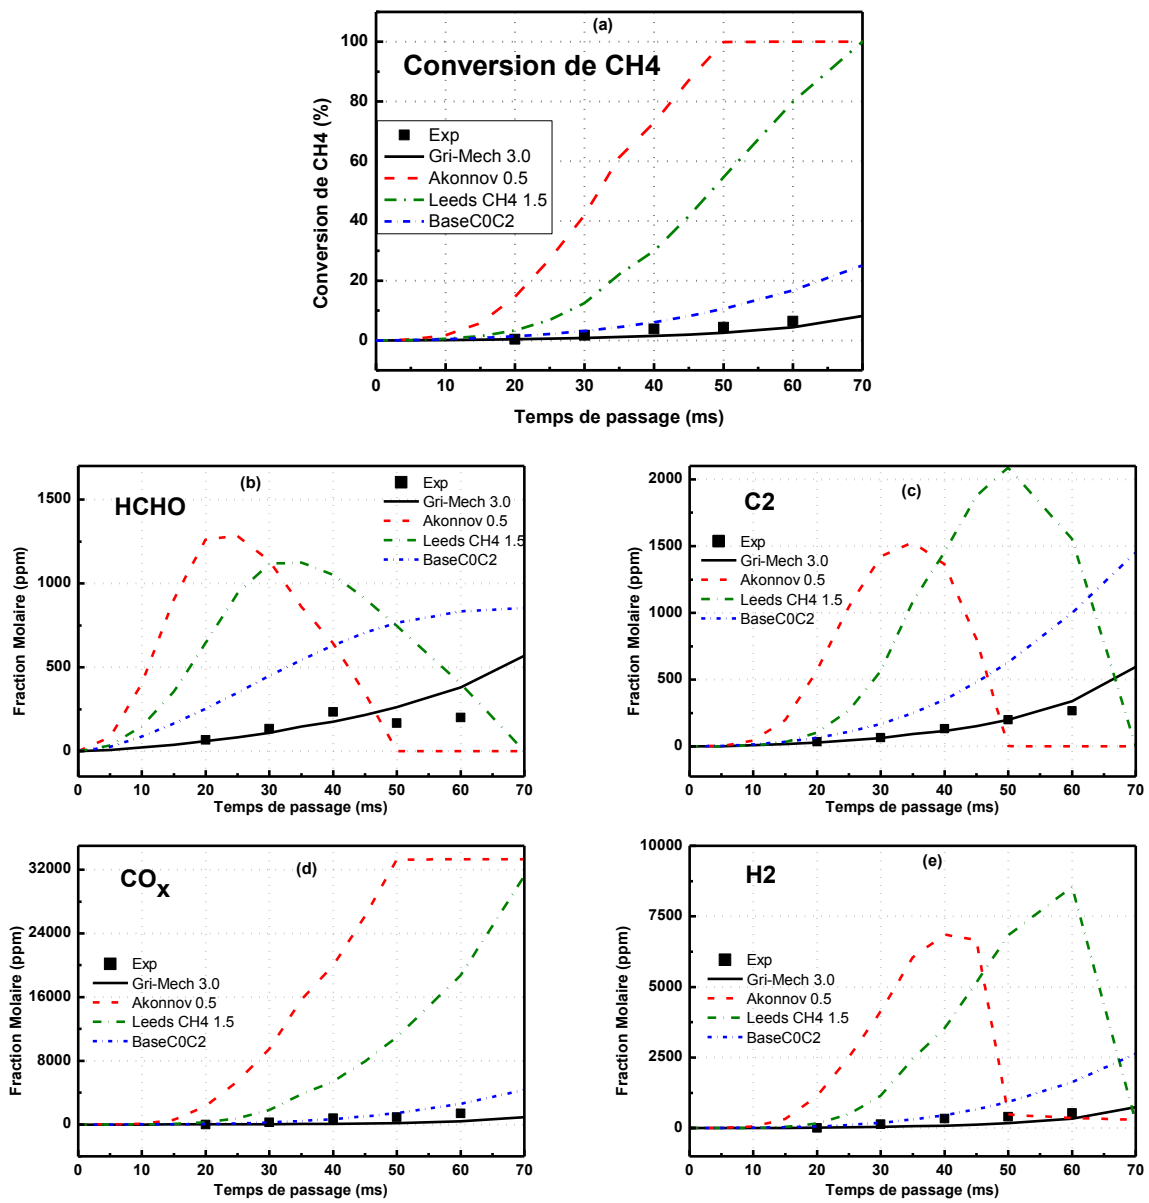 (a)
Conversion de CH4
Conversion de CH4 (%)
100
80
60
40
20
0
Exp
Gri-Mech 3.0
Akonnov 0.5
Leeds CH4 1.5
BaseC0C2
0 10 20 30 40 50 60 70
Temps de passage (ms)
(b)
HCHO
Fraction Molaire (ppm)
1500
1000
500
0
Exp
Gri-Mech 3.0
Akonnov 0.5
Leeds CH4 1.5
BaseC0C2
0 10 20 30 40 50 60 70
Temps de passage (ms)
(c)
C2
Fraction Molaire (ppm)
2000
1500
1000
500
0
Exp
Gri-Mech 3.0
Akonnov 0.5
Leeds CH4 1.5
BaseC0C2
0 10 20 30 40 50 60 70
Temps de passage (ms)
(d)
COx
Fraction Molaire (ppm)
32000
24000
16000
8000
0
Exp
Gri-Mech 3.0
Akonnov 0.5
Leeds CH4 1.5
BaseC0C2
0 10 20 30 40 50 60 70
Temps de passage (ms)
(e)
H2
Fraction Molaire (ppm)
10000
7500
5000
2500
0
Exp
Gri-Mech 3.0
Akonnov 0.5
Leeds CH4 1.5
BaseC0C2
0 10 20 30 40 50 60 70
Temps de passage (ms)